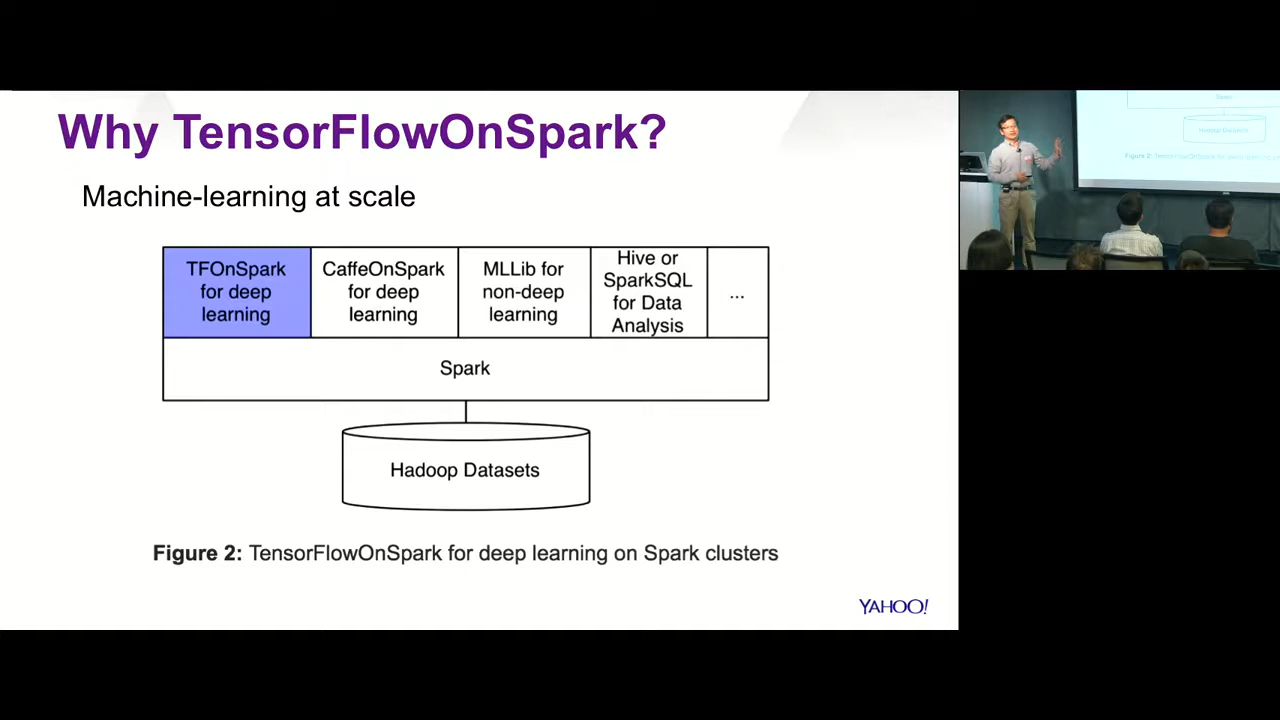 Why TensorFlowOnSpark?
Machine-learning at scale
TFOnSpark
for deep
learning
CaffeOnSpark
for deep
learning
MLLib for
non-deep
learning
Hive or
SparkSQL
for Data
Analysis
...
Spark
Hadoop Datasets
Figure 2: TensorFlowOnSpark for deep learning on Spark clusters
YAHOO!
Hadoop Datasets